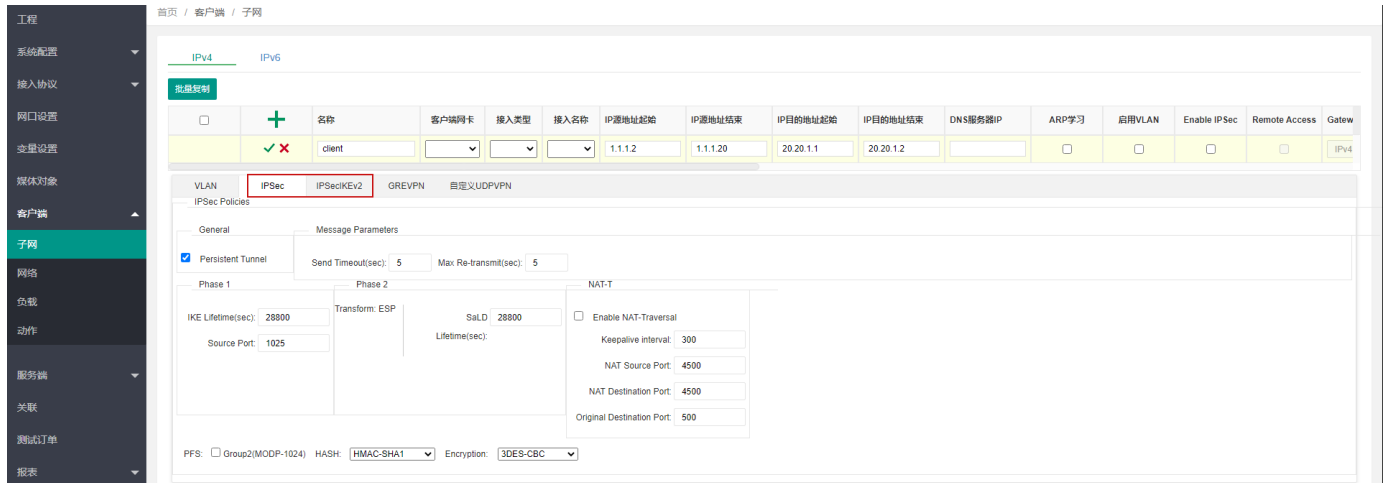 首页 / 客户端 / 子网
工程
系统配置
接入协议
网口设置
变量设置
媒体对象
客户端
子网
网络
负载
动作
服务端
关联
测试订单
报表
IPv4 IPv6
批量复制
名称 客户端网卡 接入类型 接入名称 IP源地址起始 IP源地址结束 IP目的地址起始 IP目的地址结束 DNS服务器IP ARP学习 启用VLAN Enable IPSec Remote Access Gatew
client 1.1.1.2 1.1.1.20 20.20.1.1 20.20.1.2 IPv4
VLAN IPSec IPSecIKEv2 GREVPN 自定义UDPVPN
IPSec Policies
General Message Parameters
Persistent Tunnel Send Timeout(sec): 5 Max Re-transmit(sec): 5
Phase 1 Phase 2 NAT-T
IKE Lifetime(sec): 28800 Transform: ESP SaLD 28800 Enable NAT-Traversal
Lifetime(sec): Keepalive interval: 300
Source Port: 1025
NAT Source Port: 4500
NAT Destination Port: 4500
Original Destination Port: 500
PFS: Group2(MODP-1024) HASH: HMAC-SHA1 Encryption: 3DES-CBC